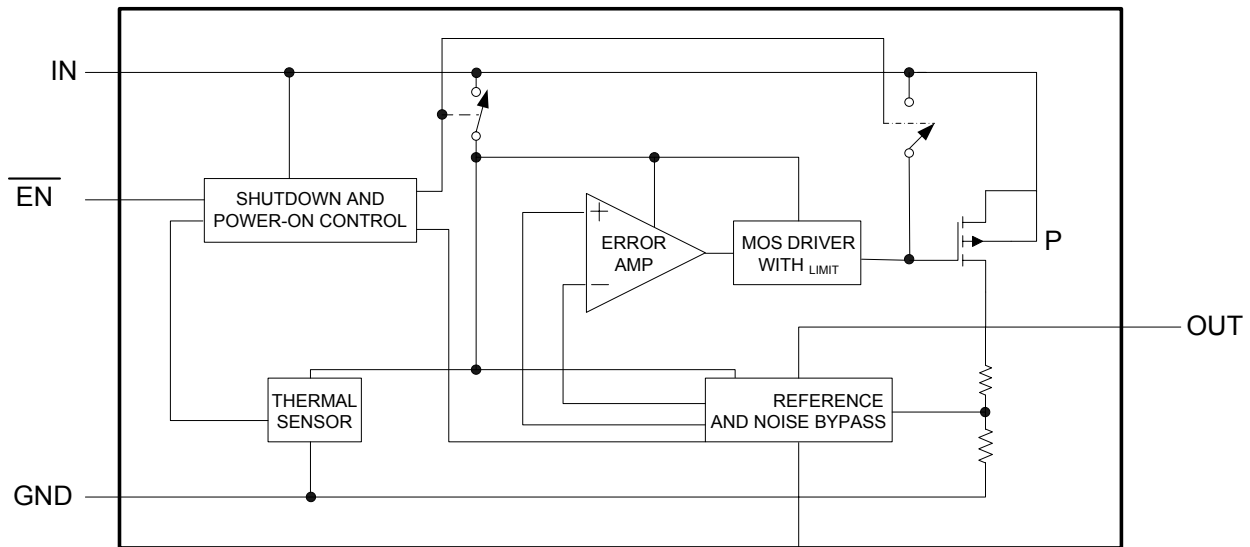 IN
EN
SHUTDOWN AND
POWER-ON CONTROL
+
−
ERROR
AMP
MOS DRIVER
WITH LIMIT
P
OUT
THERMAL
SENSOR
REFERENCE
AND NOISE BYPASS
GND